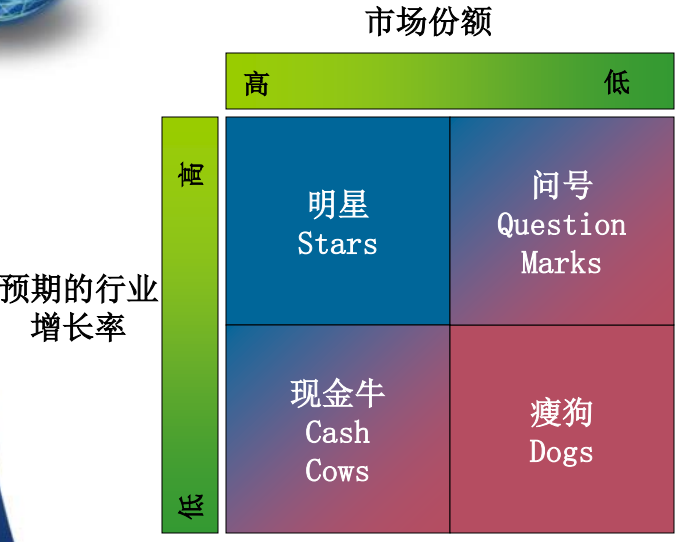 市场份额
高
低
高
明星
Stars
问号
Question
Marks
预期的行业
增长率
现金牛
Cash
Cows
瘦狗
Dogs
低